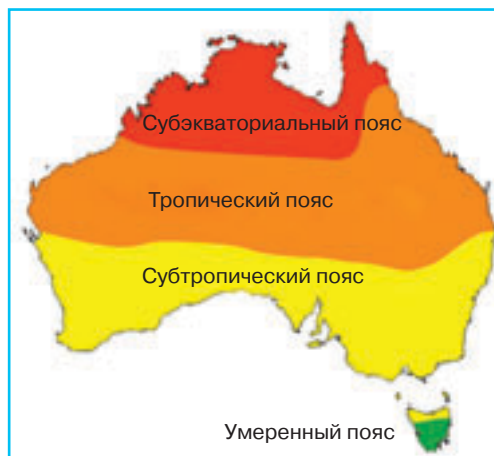 Субэкваториальный пояс
Тропический пояс
Субтропический пояс
Умеренный пояс